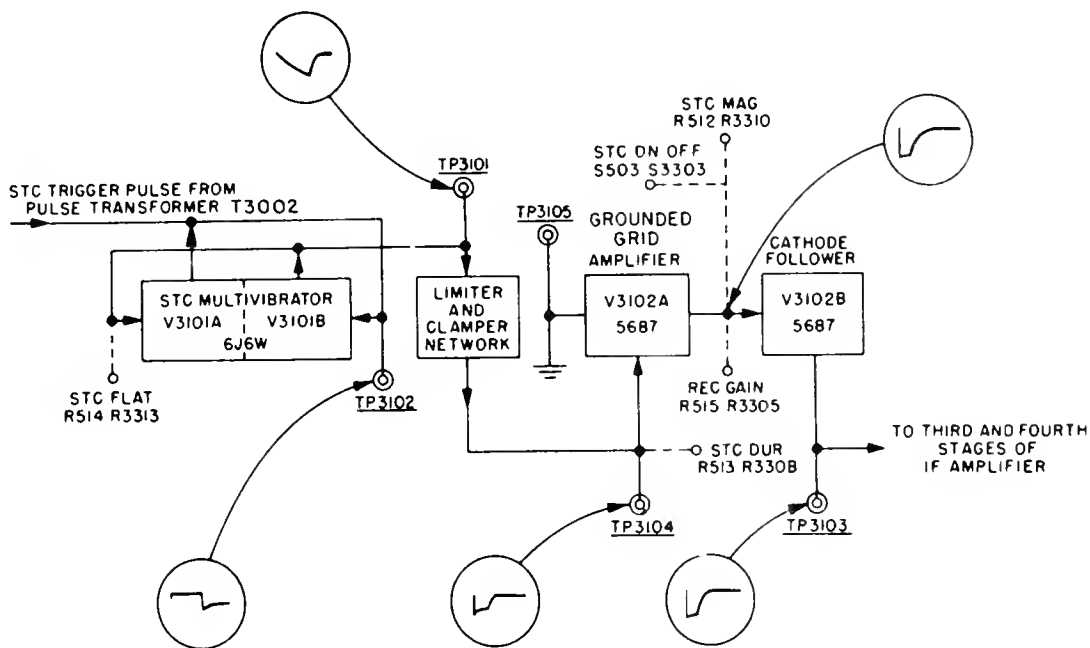 STC MAG
R512 R3310
STC ON OFF
S503 S3303
TP3101
STC TRIGGER PULSE FROM
PULSE TRANSFORMER T3002
TP3105
GROUNDED
GRID
AMPLIFIER
CATHODE
FOLLOWER
STC MULTIVIBRATOR
V3101A V3101B
6J6W
LIMITER
AND
CLAMPER
NETWORK
V3102A
5687
V3102B
5687
STC FLAT
R514 R3313
TP3102
REC GAIN
R515 R3305
STC DUR
R513 R330B
TO THIRD AND FOURTH
STAGES OF
IF AMPLIFIER
TP3104
TP3103